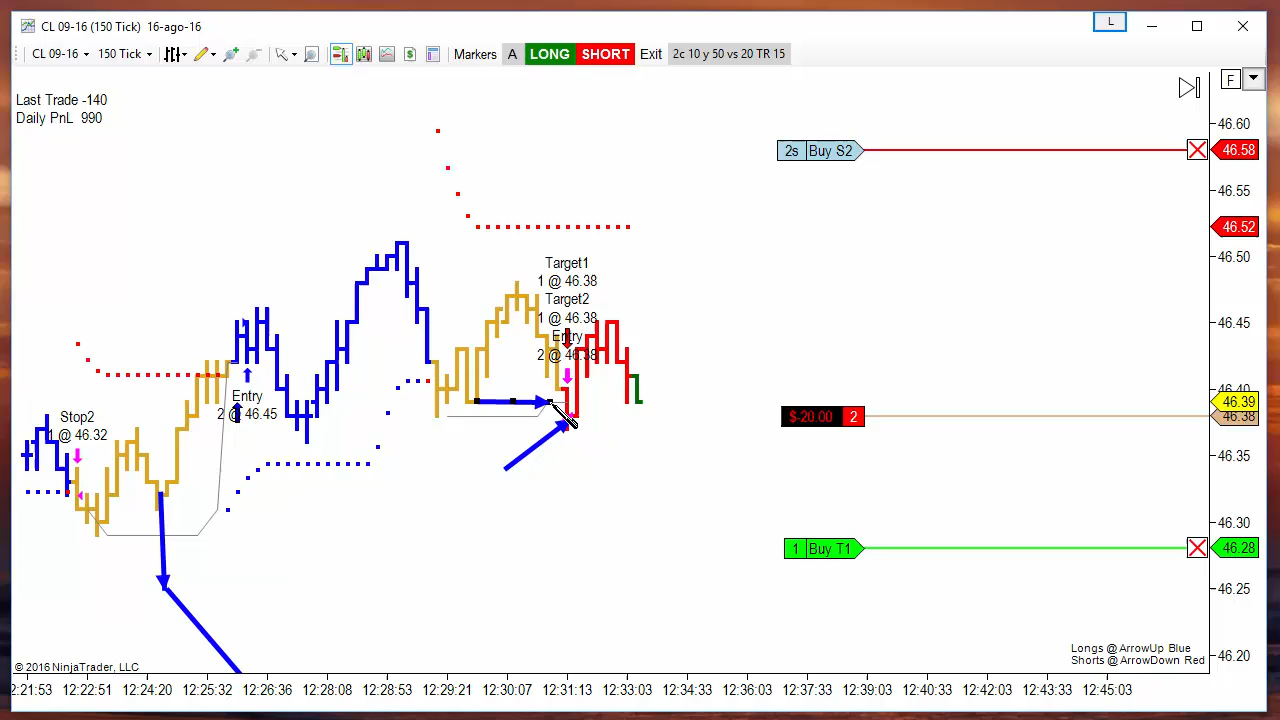 CL 09-16 (150 Tick) 16-ago-16
L
CL 09-16 150 Tick Markers A LONG SHORT Exit 2c 10 y 50 vs 20 TR 15
Last Trade -140
Daily PnL 990
F
46.60
2s Buy S2 46.58
46.55
46.52
46.50
Target1
1 @ 46.38
Target2
1 @ 46.38
46.45
Entry
2 @ 46.38
46.40
Entry
2 @ 46.45
46.39
$-20.00 2 46.38
Stop2
1 @ 46.32
46.35
46.30
1 Buy T1 46.28
46.25
Longs @ ArrowUp Blue
Shorts @ ArrowDown Red
46.20
© 2016 NinjaTrader, LLC
12:21:53 12:22:51 12:24:20 12:25:32 12:26:36 12:28:08 12:28:53 12:29:21 12:30:07 12:31:13 12:33:03 12:34:33 12:36:03 12:37:33 12:39:03 12:40:33 12:42:03 12:43:33 12:45:03